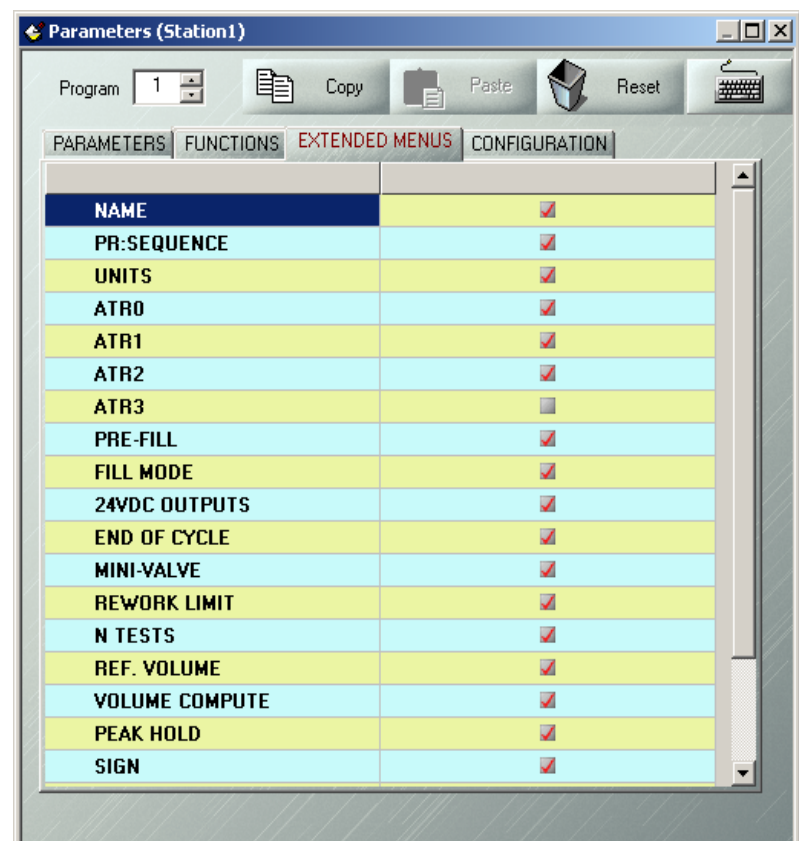 Parameters (Station1)
Program 1 Copy Paste Reset
PARAMETERS FUNCTIONS EXTENDED MENUS CONFIGURATION
NAME
PR:SEQUENCE
UNITS
ATR0
ATR1
ATR2
ATR3
PRE-FILL
FILL MODE
24VDC OUTPUTS
END OF CYCLE
MINI-VALVE
REWORK LIMIT
N TESTS
REF. VOLUME
VOLUME COMPUTE
PEAK HOLD
SIGN